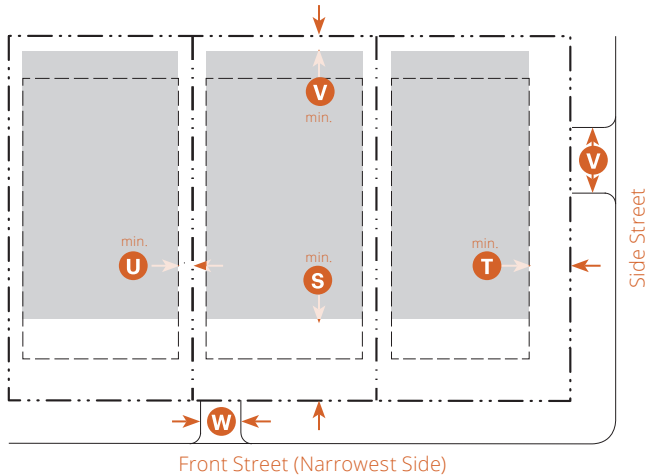 V
min.
V
min.
U
min.
S
min.
T
Side Street
W
Front Street (Narrowest Side)